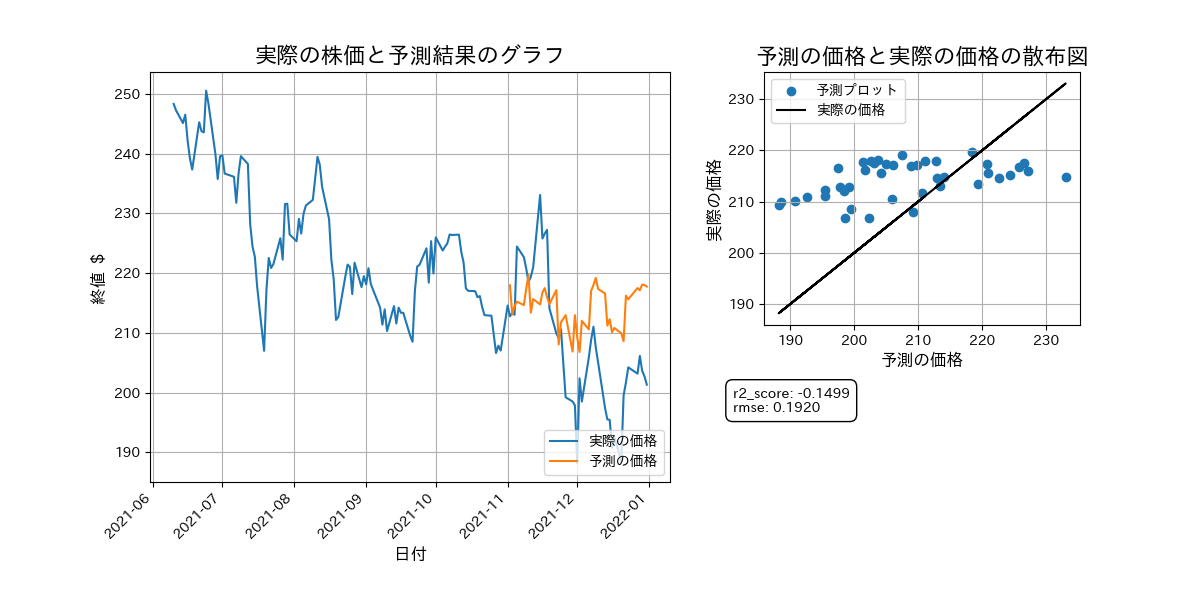 実際の株価と予測結果のグラフ
終値 $
250
240
230
220
210
200
190
2021-06
2021-07
2021-08
2021-09
2021-10
2021-11
2021-12
2022-01
日付
実際の価格
予測の価格
予測の価格と実際の価格の散布図
実際の価格
230
220
210
200
190
190
200
210
220
230
予測の価格
予測プロット
実際の価格
r2_score: -0.1499
rmse: 0.1920